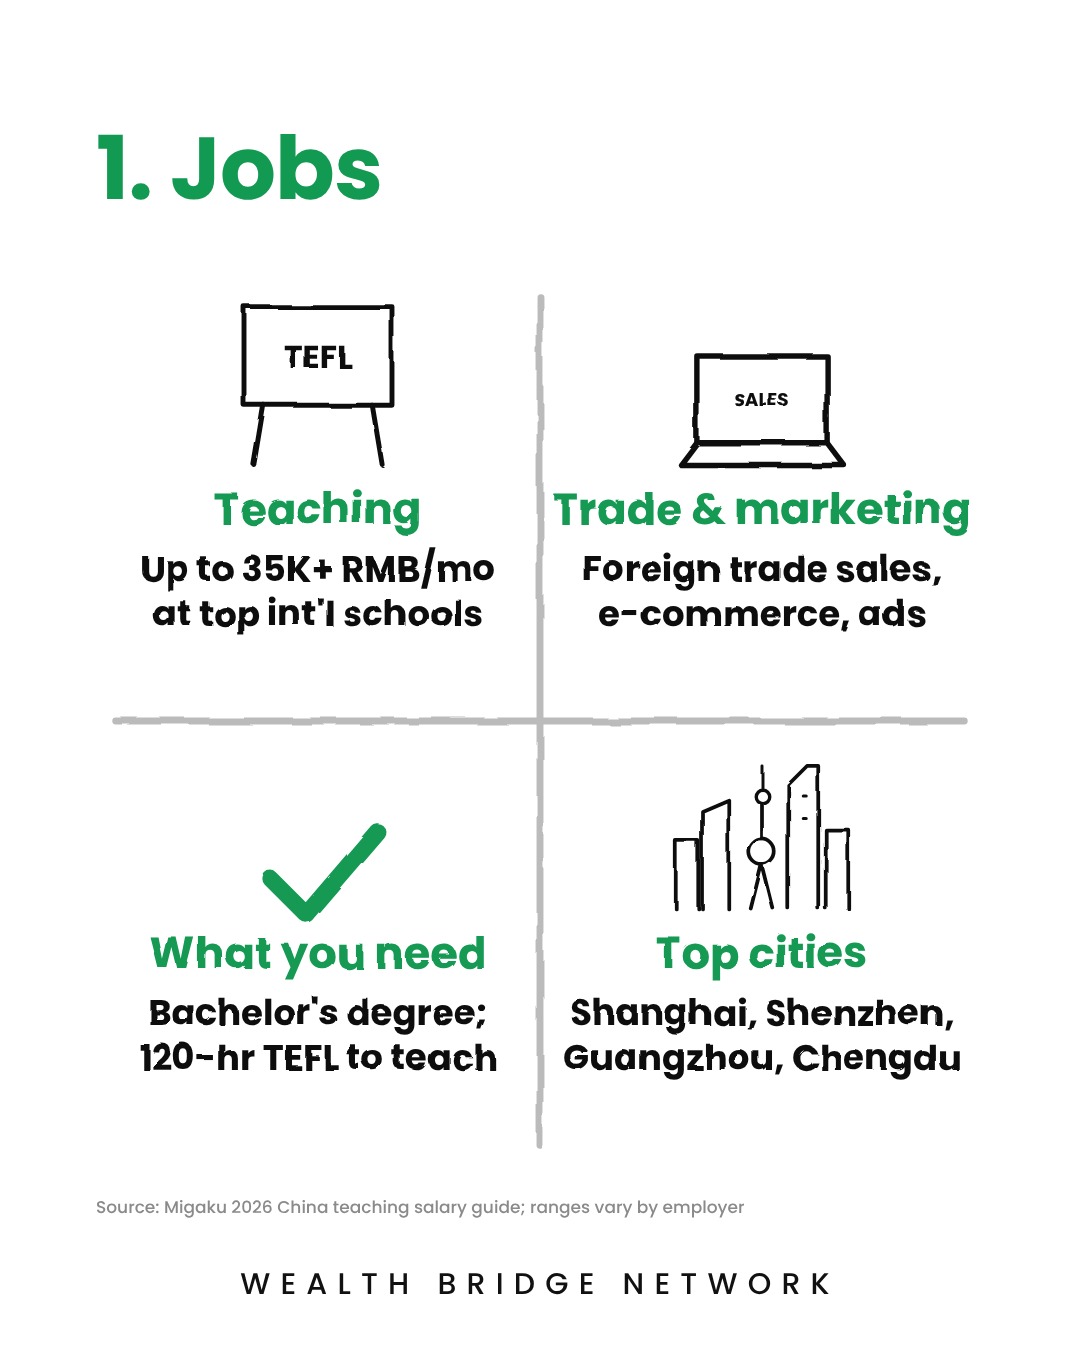 1. Jobs
TEFL
Teaching
Up to 35K+ RMB/mo
at top int'l schools
SALES
Trade & marketing
Foreign trade sales,
e-commerce, ads
What you need
Bachelor's degree;
120-hr TEFL to teach
Top cities
Shanghai, Shenzhen,
Guangzhou, Chengdu
Source: Migaku 2026 China teaching salary guide; ranges vary by employer
WEALTH BRIDGE NETWORK